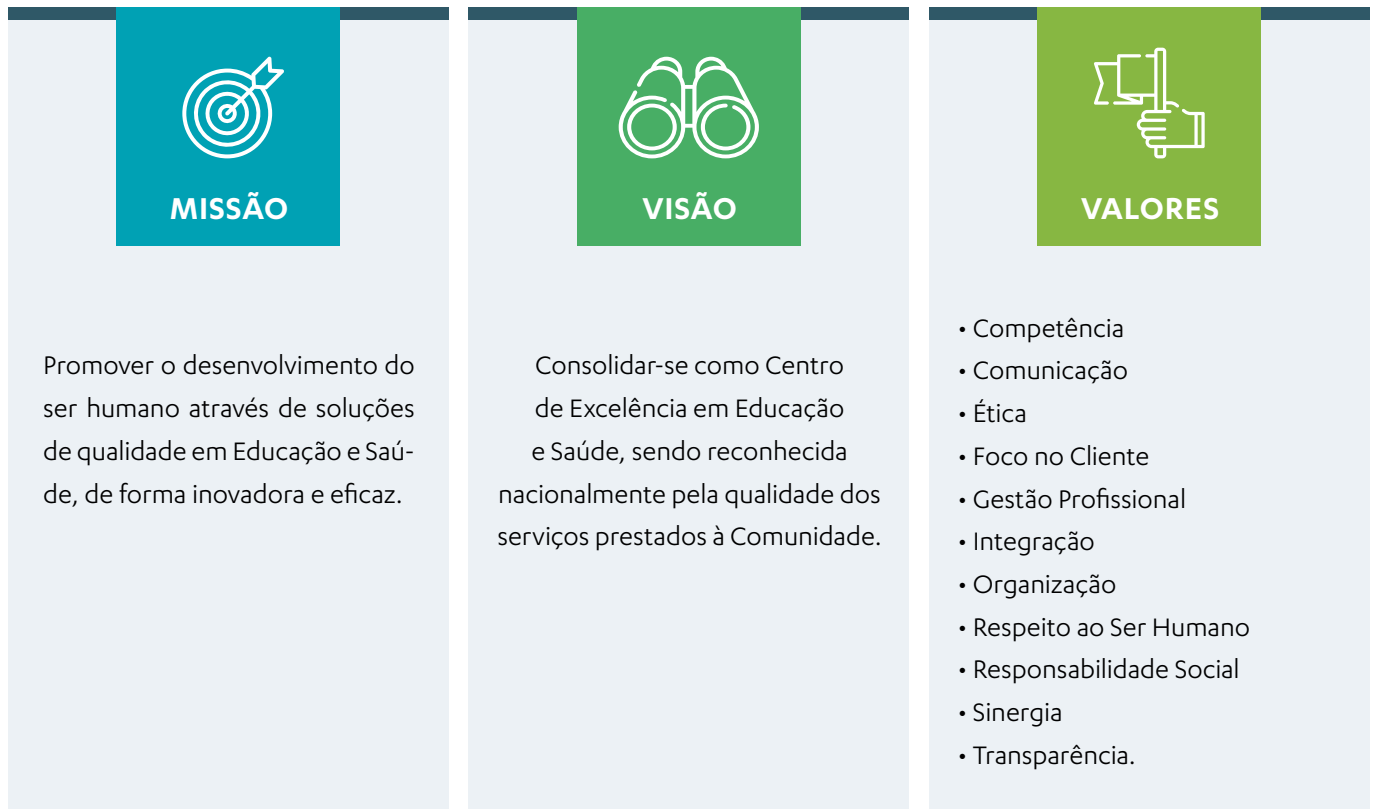 MISSÃO
Promover o desenvolvimento do
ser humano através de soluções
de qualidade em Educação e Saú-
de, de forma inovadora e eficaz.
VISÃO
Consolidar-se como Centro
de Excelência em Educação
e Saúde, sendo reconhecida
nacionalmente pela qualidade dos
serviços prestados à Comunidade.
VALORES
• Competência
• Comunicação
• Ética
• Foco no Cliente
• Gestão Profissional
• Integração
• Organização
• Respeito ao Ser Humano
• Responsabilidade Social
• Sinergia
• Transparência.